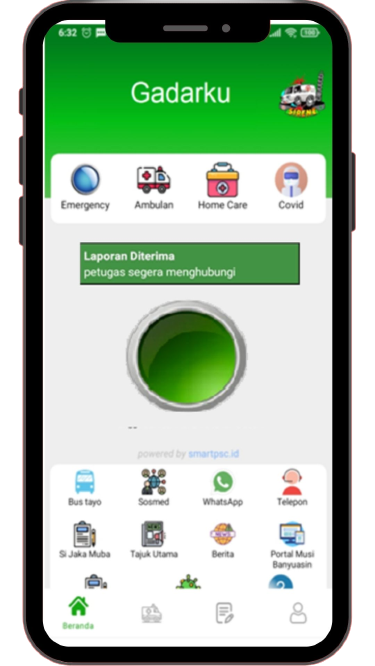 6:32
Gadarku
Emergency
Ambulan
Home Care
Covid
Laporan Diterima
petugas segera menghubungi
--
powered by smartpsc.id
Bus tayo
Sosmed
WhatsApp
Telepon
Si Jaka Muba
Tajuk Utama
NEWS
Berita
Portal Musi
Banyuasin
Beranda